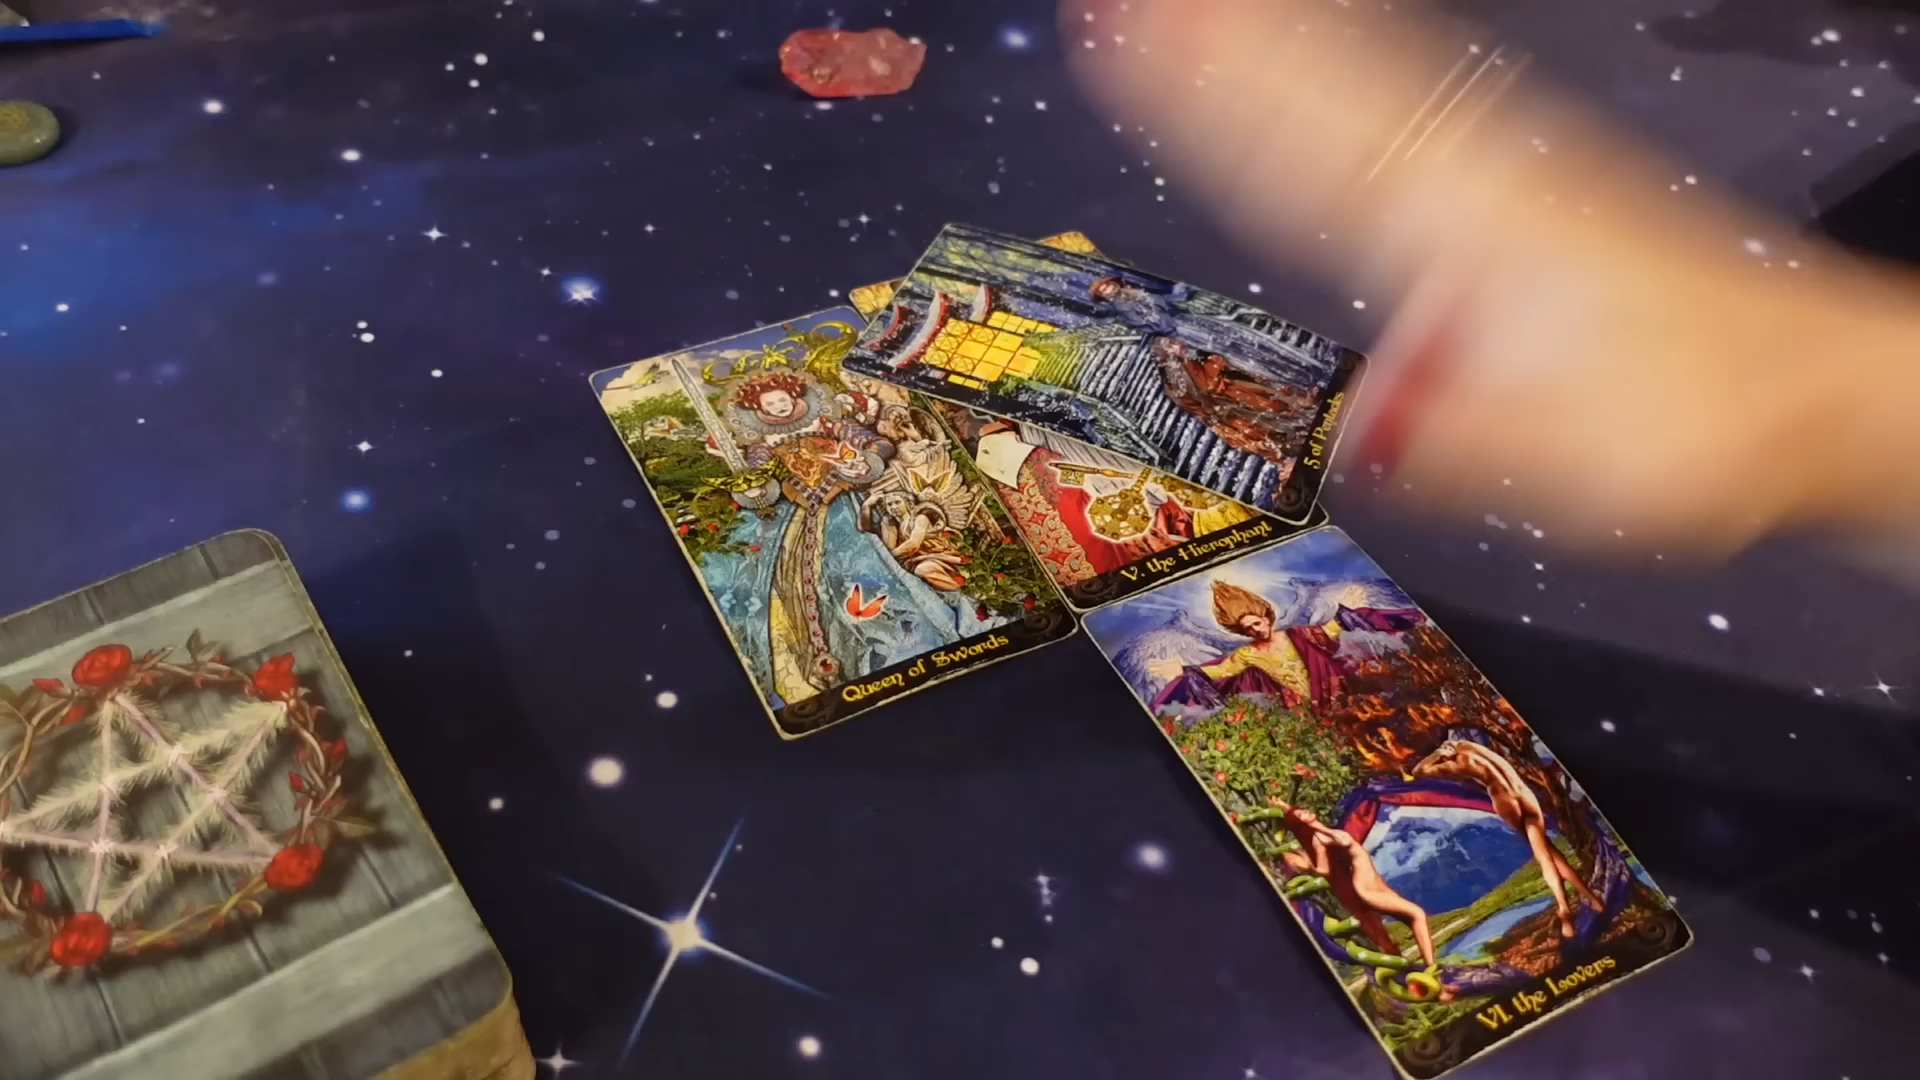 5 of Pentacles
V. the Hierophant
Queen of Swords
VI. the Lovers